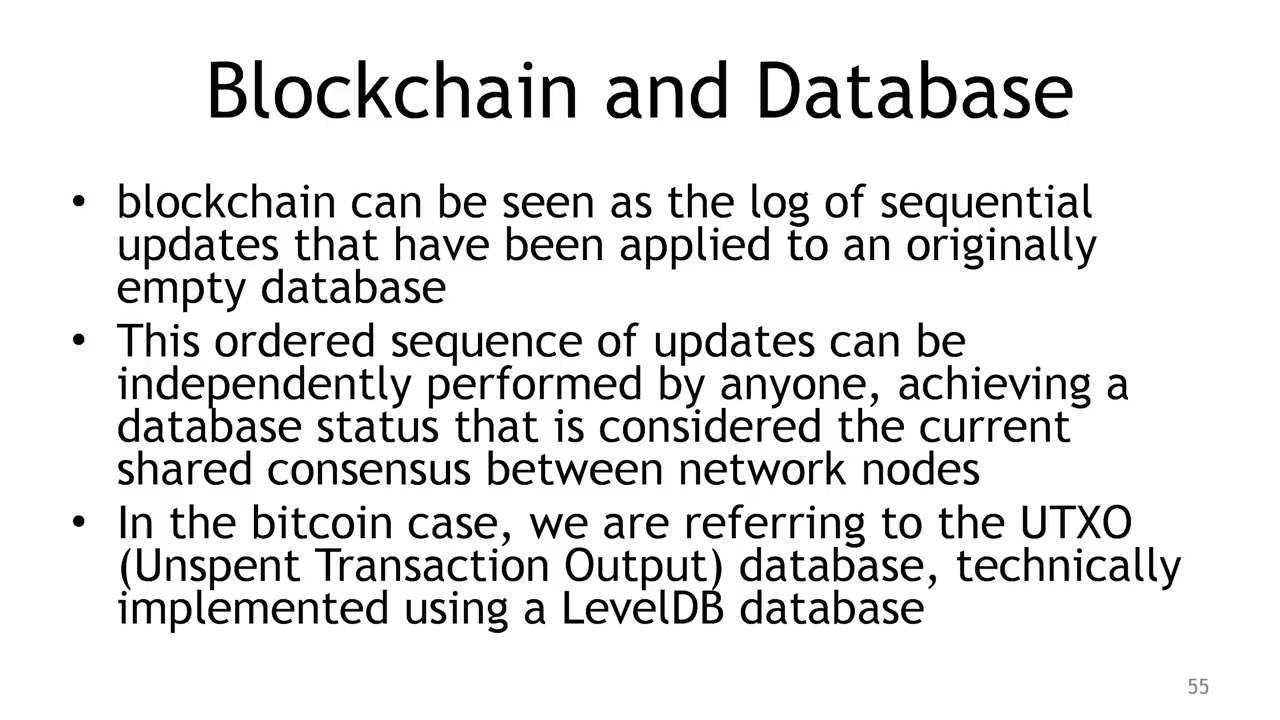 Blockchain and Database
• blockchain can be seen as the log of sequential
updates that have been applied to an originally
empty database
• This ordered sequence of updates can be
independently performed by anyone, achieving a
database status that is considered the current
shared consensus between network nodes
• In the bitcoin case, we are referring to the UTXO
(Unspent Transaction Output) database, technically
implemented using a LevelDB database
55